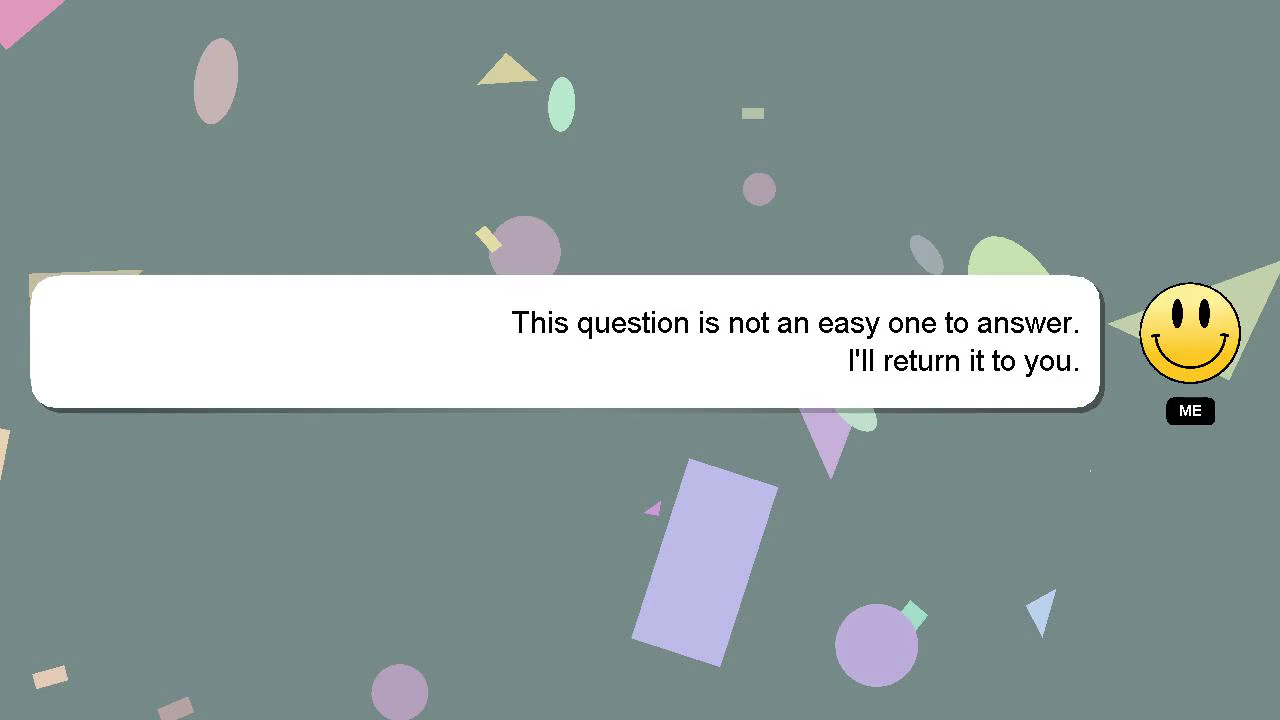 This question is not an easy one to answer.
I'll return it to you.
ME